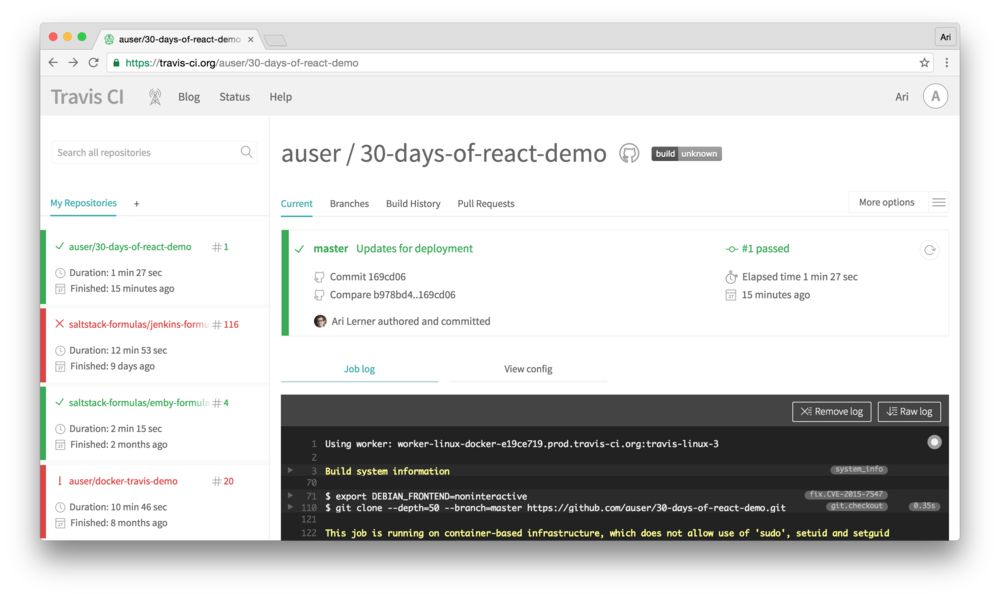 auser/30-days-of-react-demo
Ari
https://travis-ci.org/auser/30-days-of-react-demo
Travis CI Blog Status Help Ari A
Search all repositories
My Repositories +
auser/30-days-of-react-demo # 1
Duration: 1 min 27 sec
Finished: 15 minutes ago
saltstack-formulas/jenkins-formu # 116
Duration: 12 min 53 sec
Finished: 9 days ago
saltstack-formulas/emby-formula # 4
Duration: 2 min 15 sec
Finished: 2 months ago
! auser/docker-travis-demo # 20
Duration: 10 min 46 sec
Finished: 8 months ago
auser / 30-days-of-react-demo build unknown
Current Branches Build History Pull Requests More options
master Updates for deployment
Commit 169cd06
Compare b978bd4..169cd06
Ari Lerner authored and committed
#1 passed
Elapsed time 1 min 27 sec
15 minutes ago
Job log View config
Remove log Raw log
1 Using worker: worker-linux-docker-e19ce719.prod.travis-ci.org:travis-linux-3
2
3 Build system information system_info
70
71 $ export DEBIAN_FRONTEND=noninteractive fix.CVE-2015-7547
110 $ git clone --depth=50 --branch=master https://github.com/auser/30-days-of-react-demo.git git.checkout 0.35s
121
122 This job is running on container-based infrastructure, which does not allow use of 'sudo', setuid and setguid